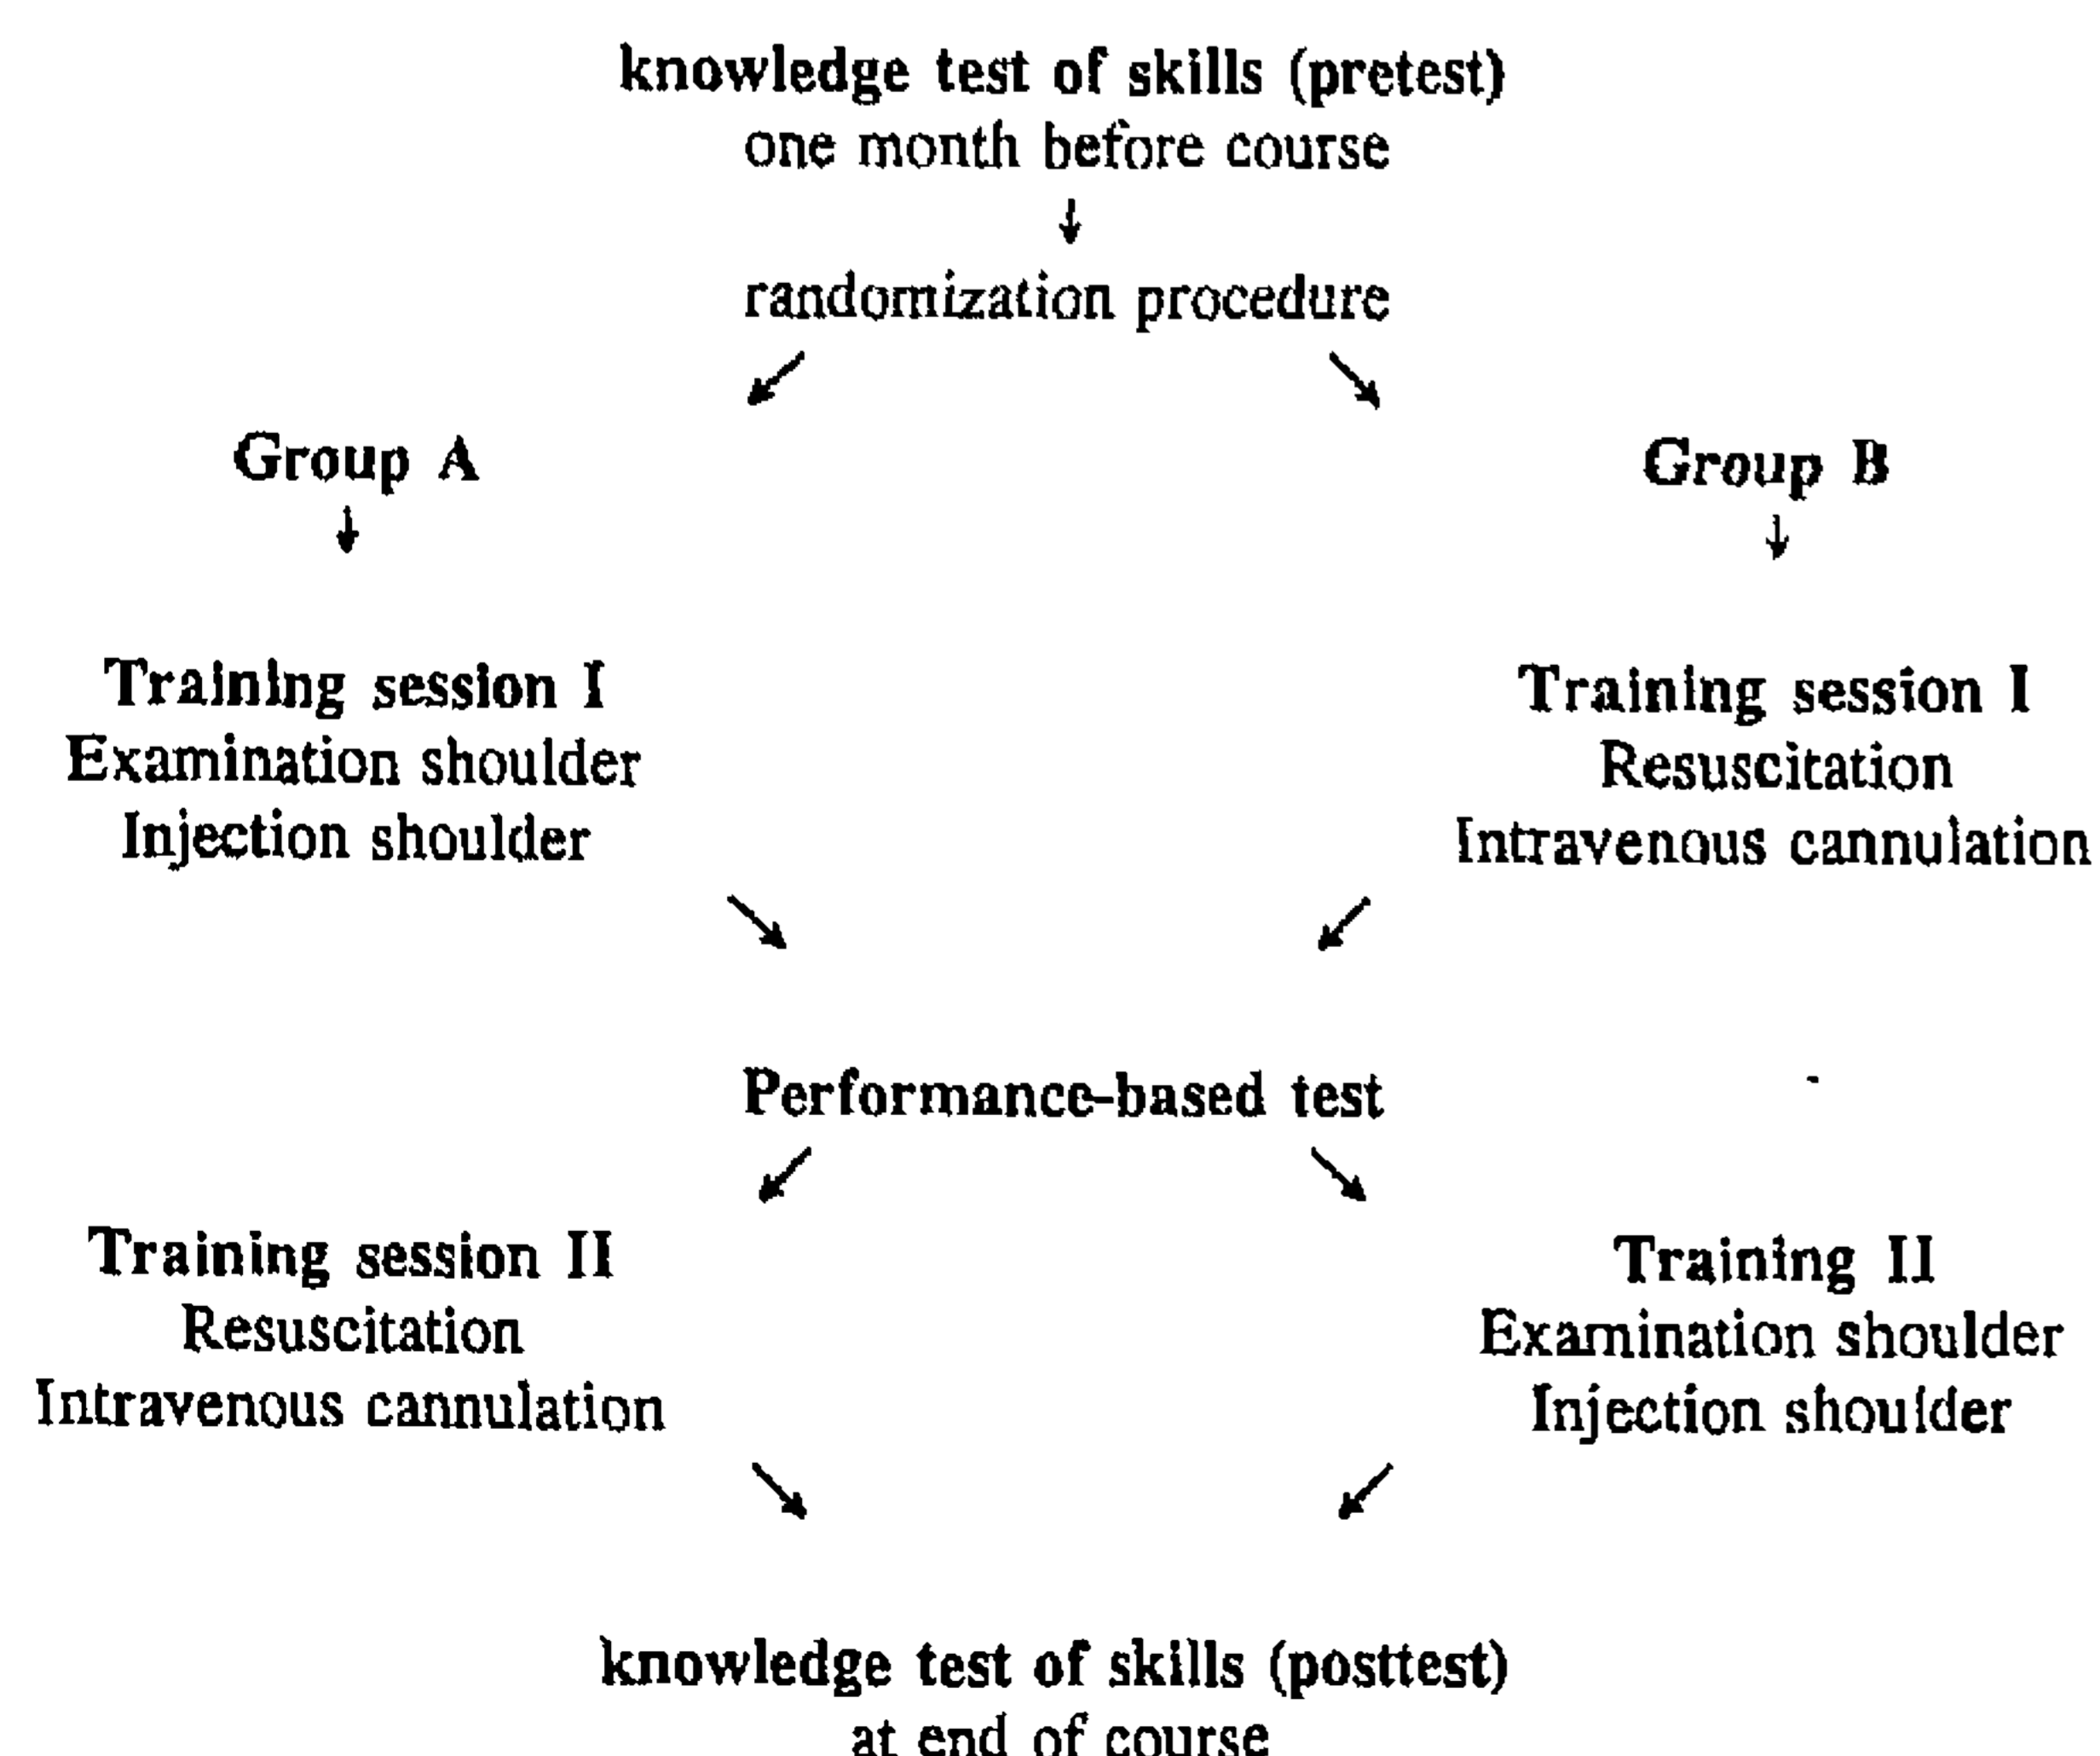 knowledge test of skills (pretest)
one month before course
randomization procedure
Group A
Group B
Training session I
Examination shoulder
Injection shoulder
Training session I
Resuscitation
Intravenous cannulation
Performance-based test
Training session II
Resuscitation
Intravenous cannulation
Training II
Examination shoulder
Injection shoulder
knowledge test of skills (posttest)
at end of course